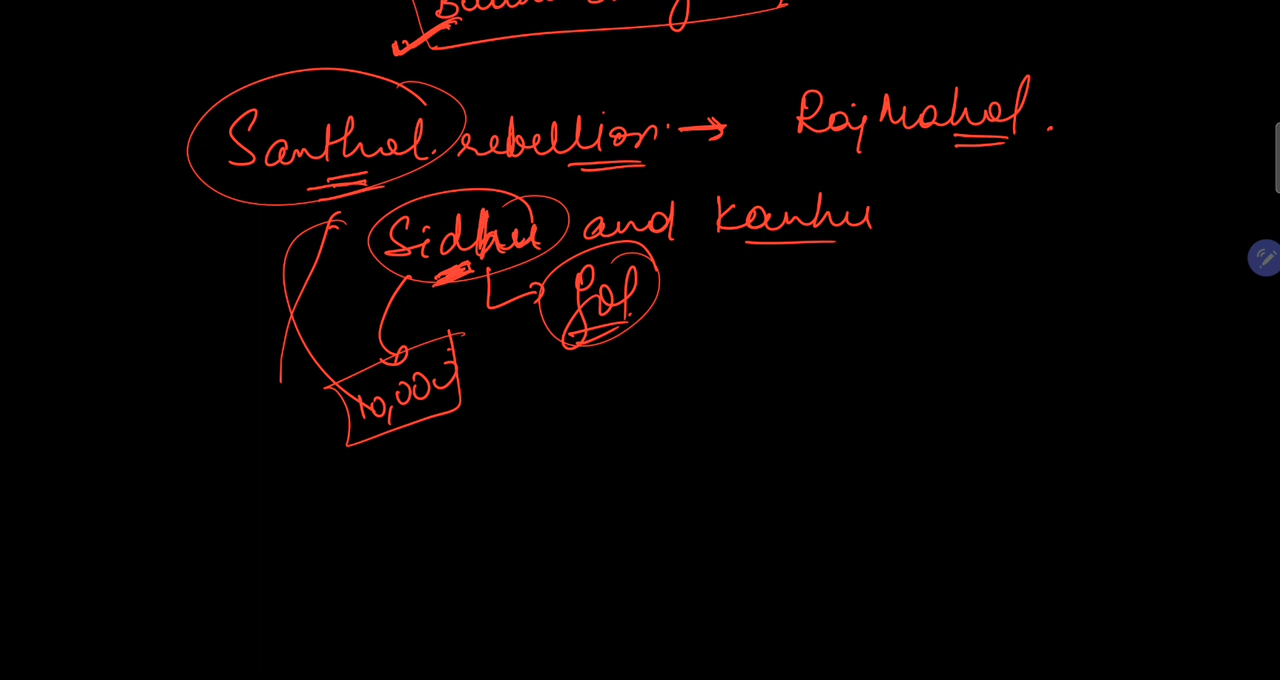 Santhal rebellion → Rajmahal.
Sidhu and Kanhu
10,000